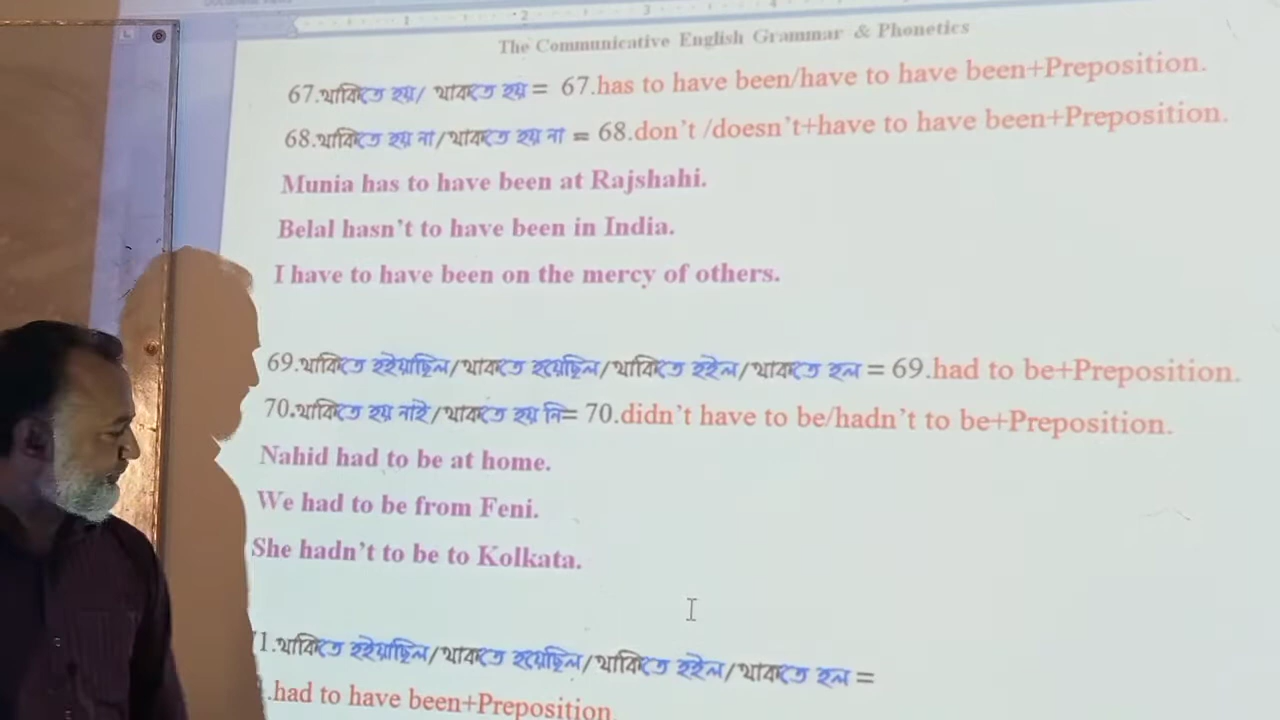 The Communicative English Grammar & Phonetics
67.থাকিতে হয়/ থাকতে হয় = 67.has to have been/have to have been+Preposition.
68.থাকিতে হয় না/থাকতে হয় না = 68.don't /doesn't+have to have been+Preposition.
Munia has to have been at Rajshahi.
Belal hasn't to have been in India.
I have to have been on the mercy of others.
69.থাকিতে হইয়াছিল/থাকতে হয়েছিল/থাকিতে হইল/থাকতে হল = 69.had to be+Preposition.
70.থাকিতে হয় নাই/থাকতে হয় নি= 70.didn't have to be/hadn't to be+Preposition.
Nahid had to be at home.
We had to be from Feni.
She hadn't to be to Kolkata.
1.থাকিতে হইয়াছিল/থাকতে হয়েছিল/থাকিতে হইল/থাকতে হল =
.had to have been+Preposition